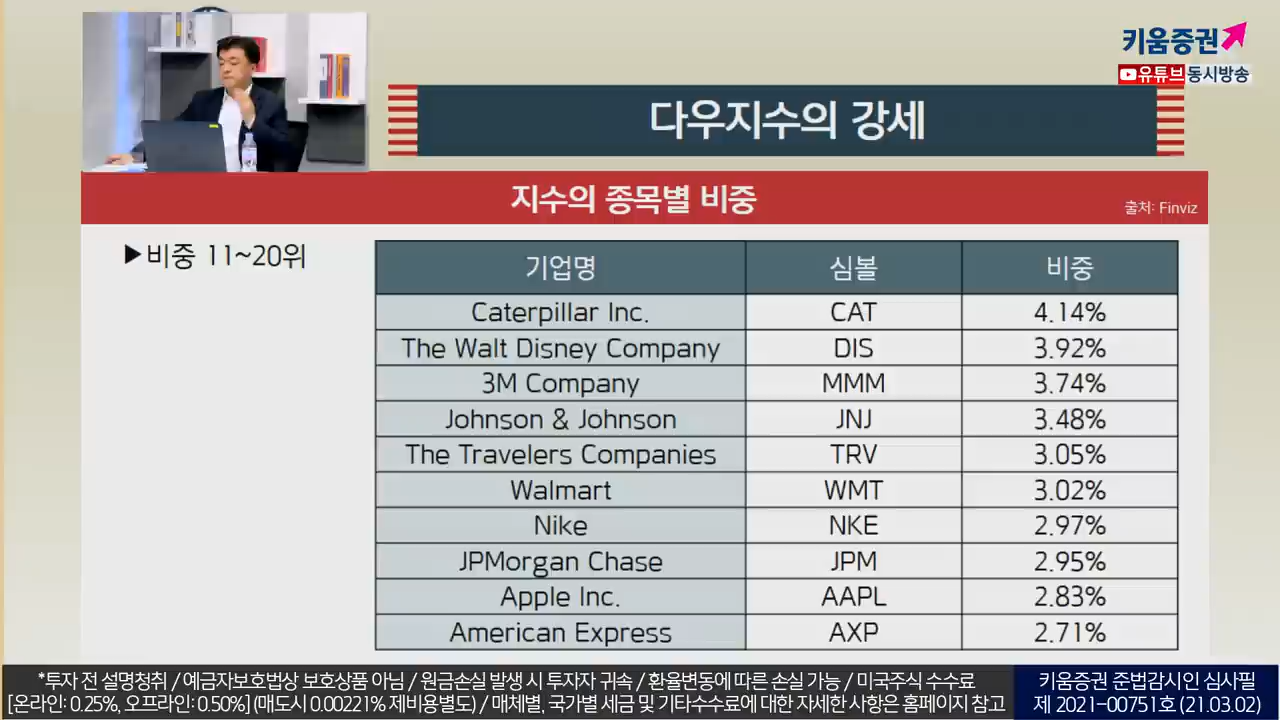 키움증권
유튜브 동시방송
다우지수의 강세
지수의 종목별 비중
출처: Finviz
▶비중 11~20위
기업명 심볼 비중
Caterpillar Inc. CAT 4.14%
The Walt Disney Company DIS 3.92%
3M Company MMM 3.74%
Johnson & Johnson JNJ 3.48%
The Travelers Companies TRV 3.05%
Walmart WMT 3.02%
Nike NKE 2.97%
JPMorgan Chase JPM 2.95%
Apple Inc. AAPL 2.83%
American Express AXP 2.71%
*투자 전 설명청취 / 예금자보호법상 보호상품 아님 / 원금손실 발생 시 투자자 귀속 / 환율변동에 따른 손실 가능 / 미국주식 수수료
[온라인: 0.25%, 오프라인: 0.50%] (매도시 0.00221% 제비용별도) / 매체별, 국가별 세금 및 기타수수료에 대한 자세한 사항은 홈페이지 참고
키움증권 준법감시인 심사필
제 2021-00751호 (21.03.02)